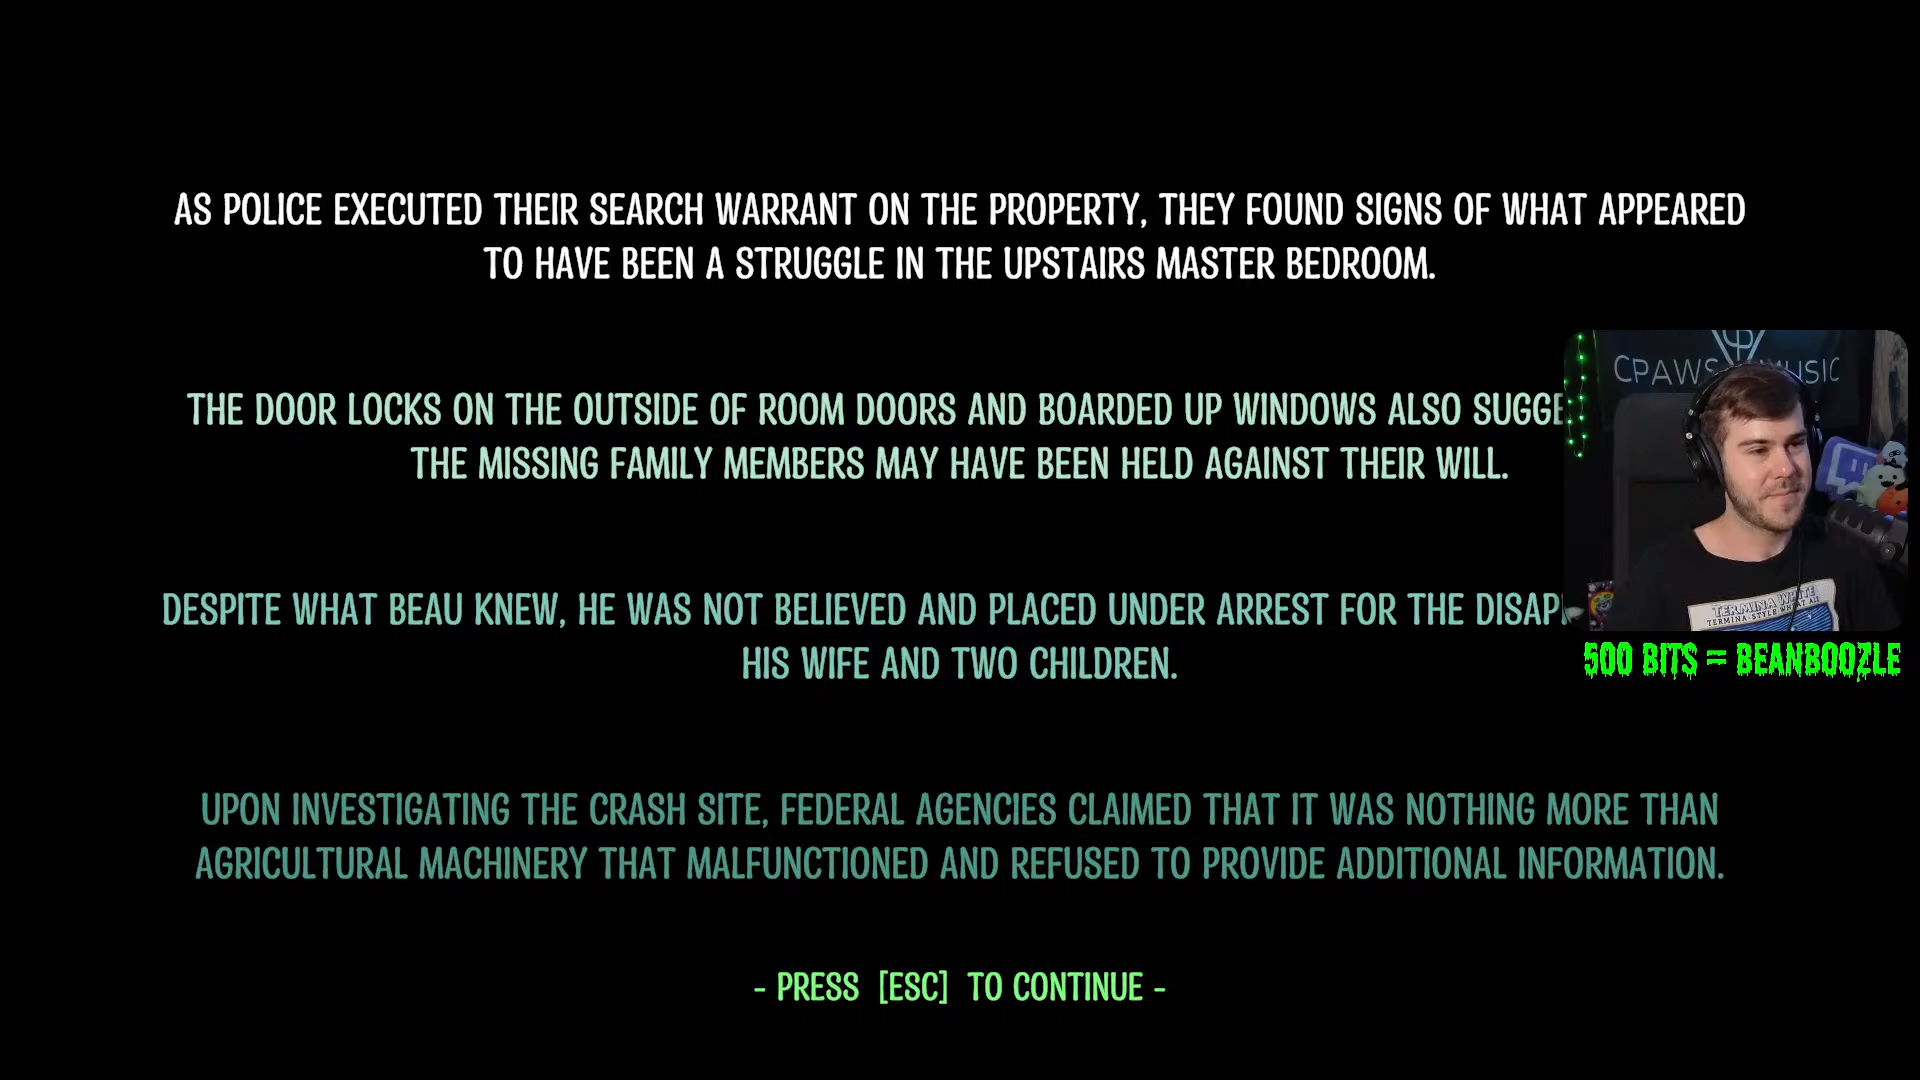 AS POLICE EXECUTED THEIR SEARCH WARRANT ON THE PROPERTY, THEY FOUND SIGNS OF WHAT APPEARED
TO HAVE BEEN A STRUGGLE IN THE UPSTAIRS MASTER BEDROOM.
THE DOOR LOCKS ON THE OUTSIDE OF ROOM DOORS AND BOARDED UP WINDOWS ALSO SUGGE
THE MISSING FAMILY MEMBERS MAY HAVE BEEN HELD AGAINST THEIR WILL.
DESPITE WHAT BEAU KNEW, HE WAS NOT BELIEVED AND PLACED UNDER ARREST FOR THE DISAP
HIS WIFE AND TWO CHILDREN.
UPON INVESTIGATING THE CRASH SITE, FEDERAL AGENCIES CLAIMED THAT IT WAS NOTHING MORE THAN
AGRICULTURAL MACHINERY THAT MALFUNCTIONED AND REFUSED TO PROVIDE ADDITIONAL INFORMATION.
- PRESS [ESC] TO CONTINUE -
CPAWS MUSIC
TERMINA WHITE
500 BITS = BEANBOOZLE